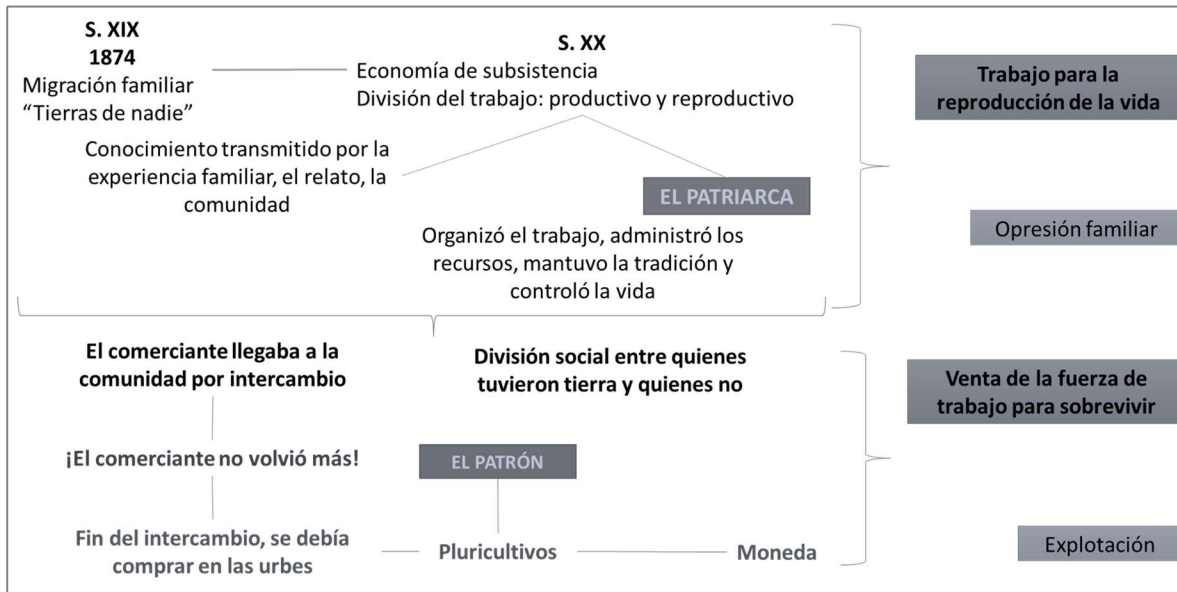 S. XIX
1874
Migración familiar
“Tierras de nadie”
S. XX
Economía de subsistencia
División del trabajo: productivo y reproductivo
Conocimiento transmitido por la
experiencia familiar, el relato, la
comunidad
EL PATRIARCA
Organizó el trabajo, administró los
recursos, mantuvo la tradición y
controló la vida
Trabajo para la
reproducción de la vida
Opresión familiar
El comerciante llegaba a la
comunidad por intercambio
División social entre quienes
tuvieron tierra y quienes no
¡El comerciante no volvió más!
EL PATRÓN
Fin del intercambio, se debía
comprar en las urbes
Pluricultivos
Moneda
Venta de la fuerza de
trabajo para sobrevivir
Explotación